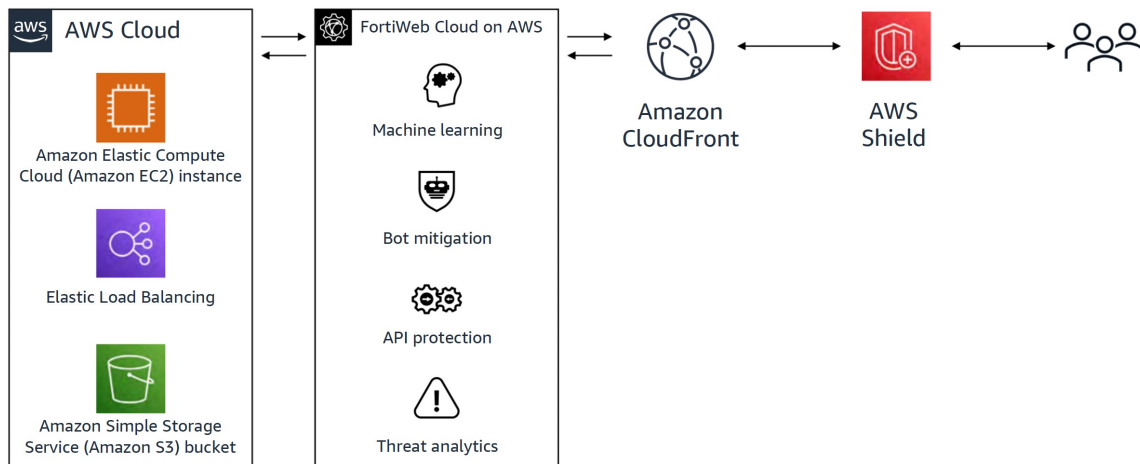 aws
AWS Cloud
Amazon Elastic Compute
Cloud (Amazon EC2) instance
Elastic Load Balancing
Amazon Simple Storage
Service (Amazon S3) bucket
FortiWeb Cloud on AWS
Machine learning
Bot mitigation
API protection
Threat analytics
Amazon
CloudFront
AWS
Shield